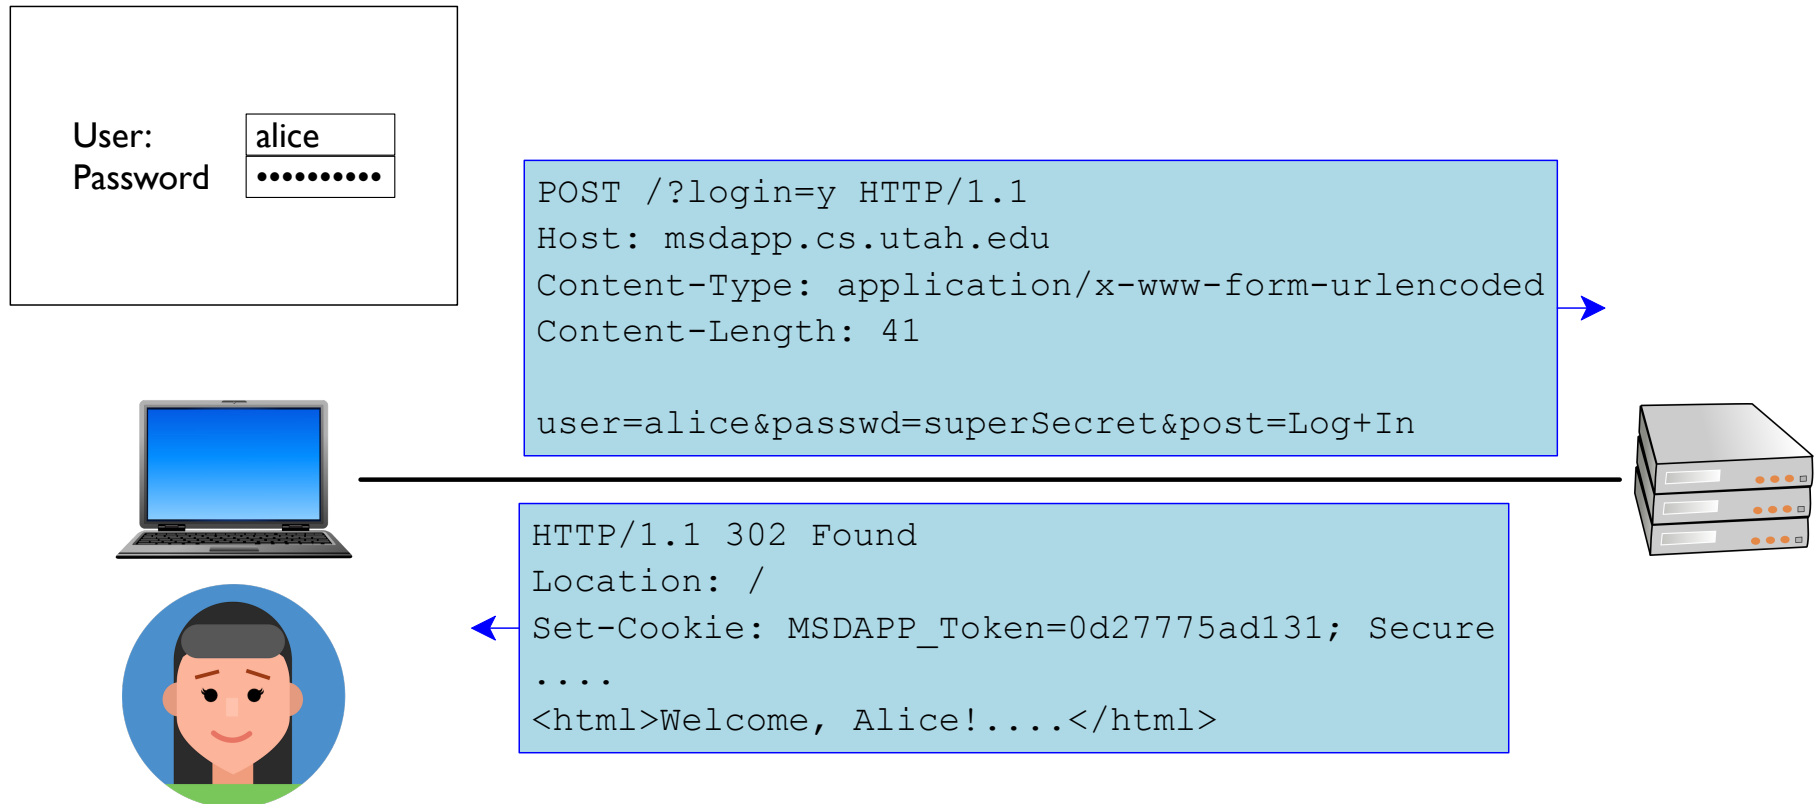 User: alice
Password ••••••••••
POST /?login=y HTTP/1.1
Host: msdapp.cs.utah.edu
Content-Type: application/x-www-form-urlencoded
Content-Length: 41
user=alice&passwd=superSecret&post=Log+In
HTTP/1.1 302 Found
Location: /
Set-Cookie: MSDAPP_Token=0d27775ad131; Secure
....
<html>Welcome, Alice!....</html>